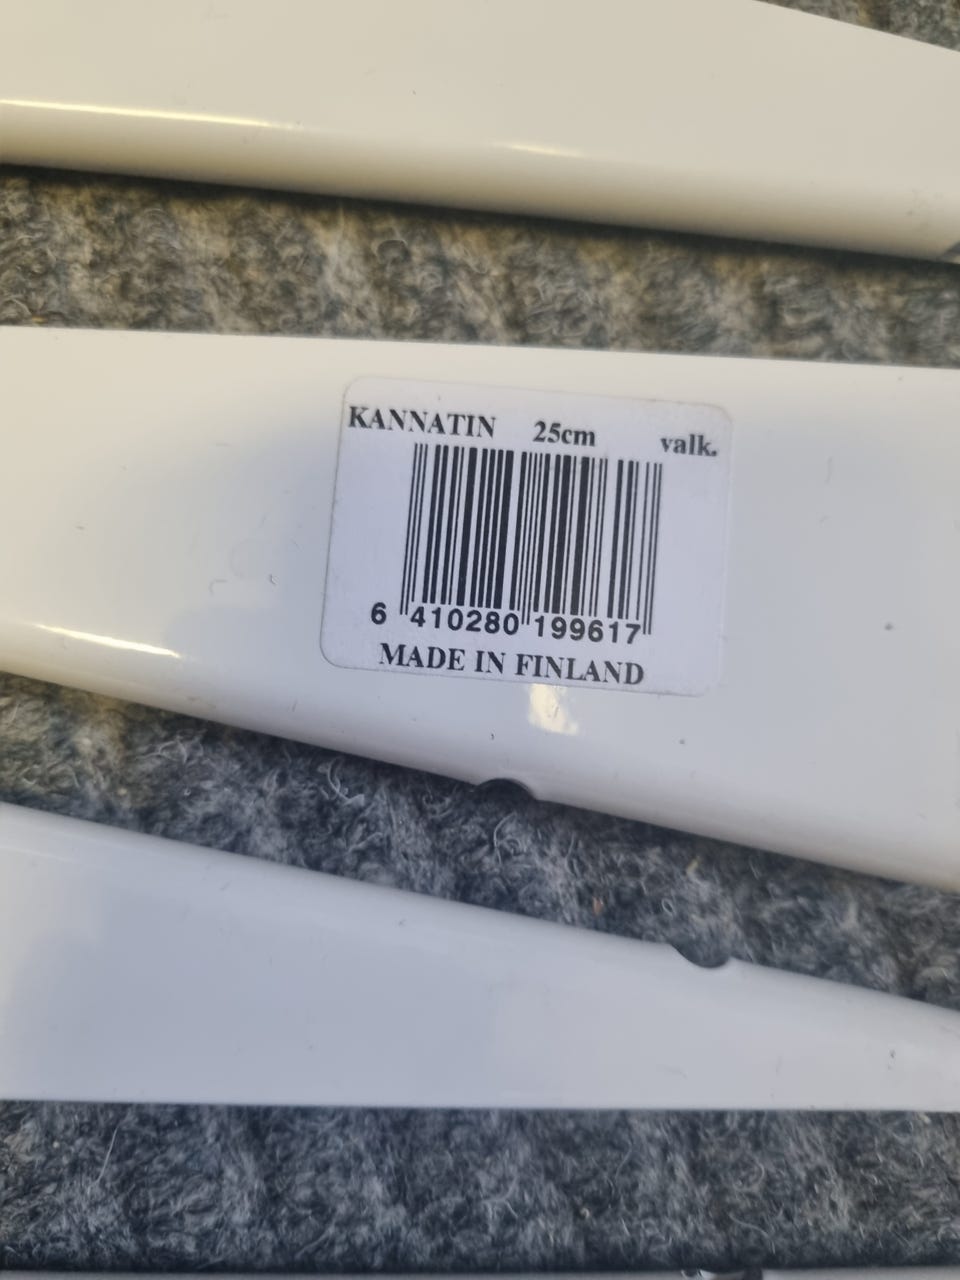 KANNATIN 25cm valk.
6 410280 199617
MADE IN FINLAND